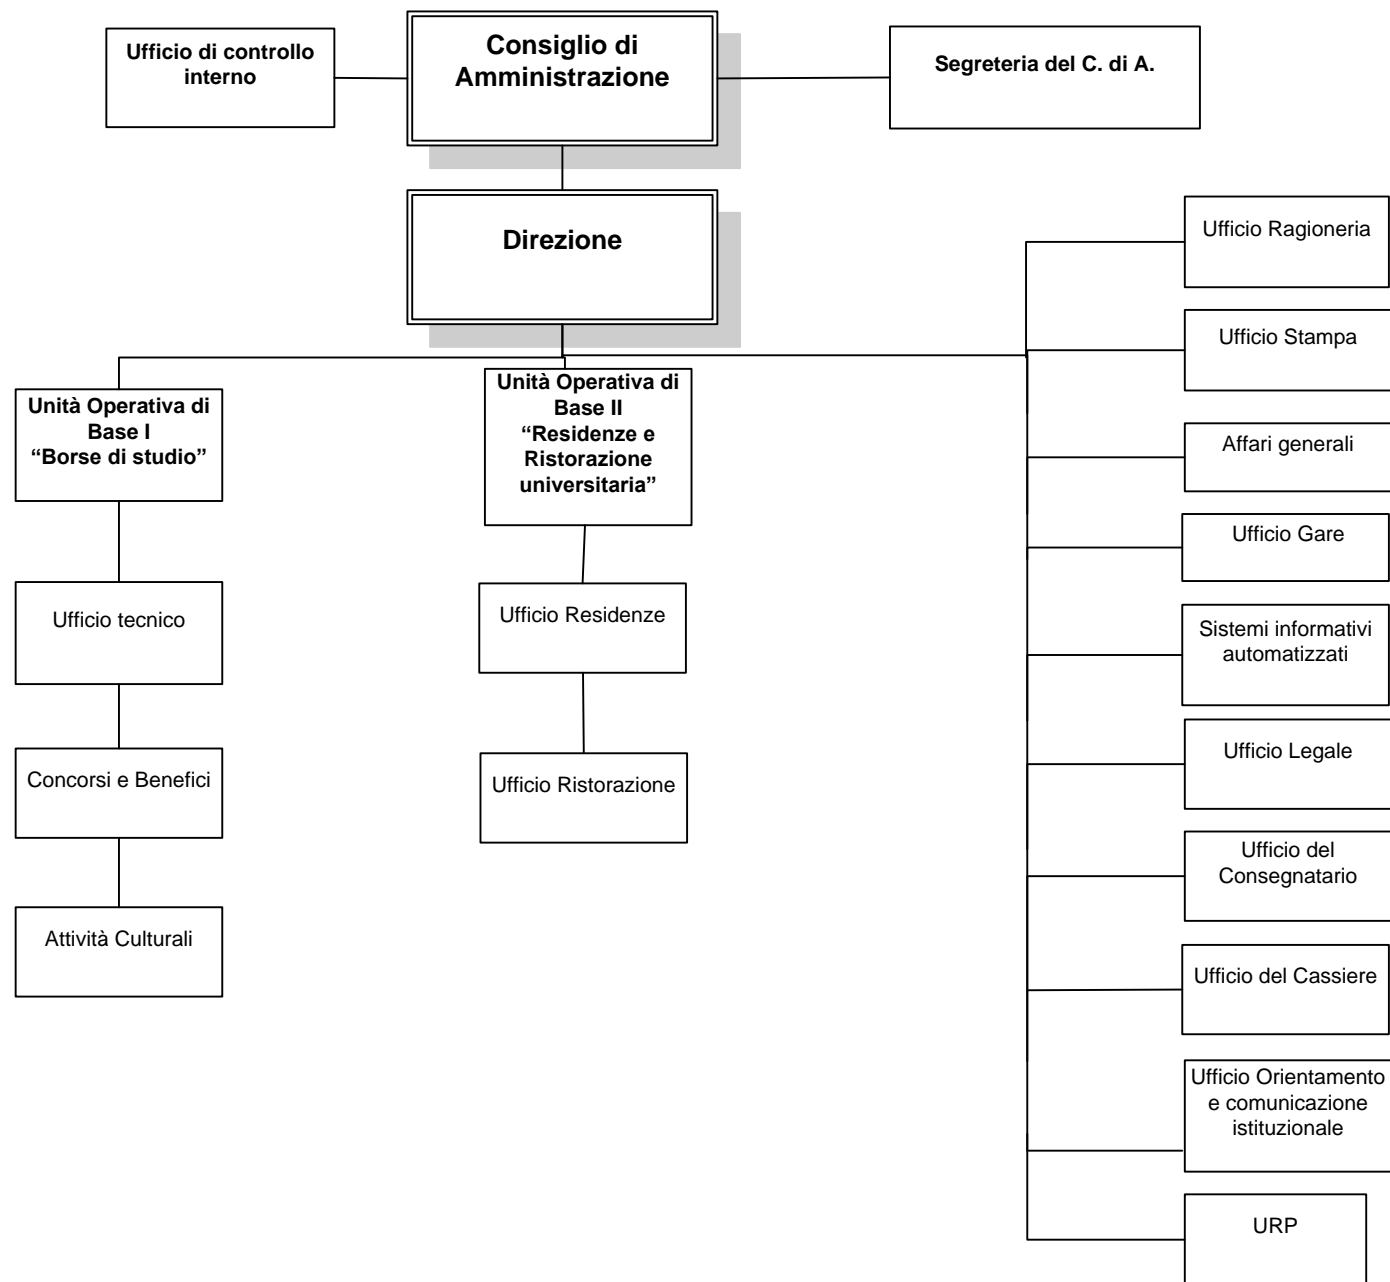 Ufficio di controllo
interno
Consiglio di
Amministrazione
Segreteria del C. di A.
Direzione
Unità Operativa di
Base I
“Borse di studio”
Ufficio tecnico
Concorsi e Benefici
Attività Culturali
Unità Operativa di
Base II
“Residenze e
Ristorazione
universitaria”
Ufficio Residenze
Ufficio Ristorazione
Ufficio Ragioneria
Ufficio Stampa
Affari generali
Ufficio Gare
Sistemi informativi
automatizzati
Ufficio Legale
Ufficio del
Consegnatario
Ufficio del Cassiere
Ufficio Orientamento
e comunicazione
istituzionale
URP